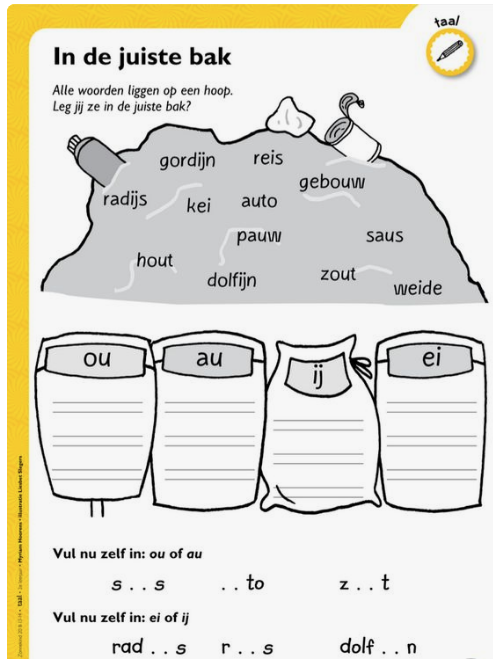 taal
In de juiste bak
Alle woorden liggen op een hoop.
Leg jij ze in de juiste bak?
gordijn reis
gebouw
radijs kei auto
pauw saus
hout
dolfijn zout weide
ou au ij ei
Vul nu zelf in: ou of au
s . . s . . to z . . t
Vul nu zelf in: ei of ij
rad . . s r . . s dolf . . n